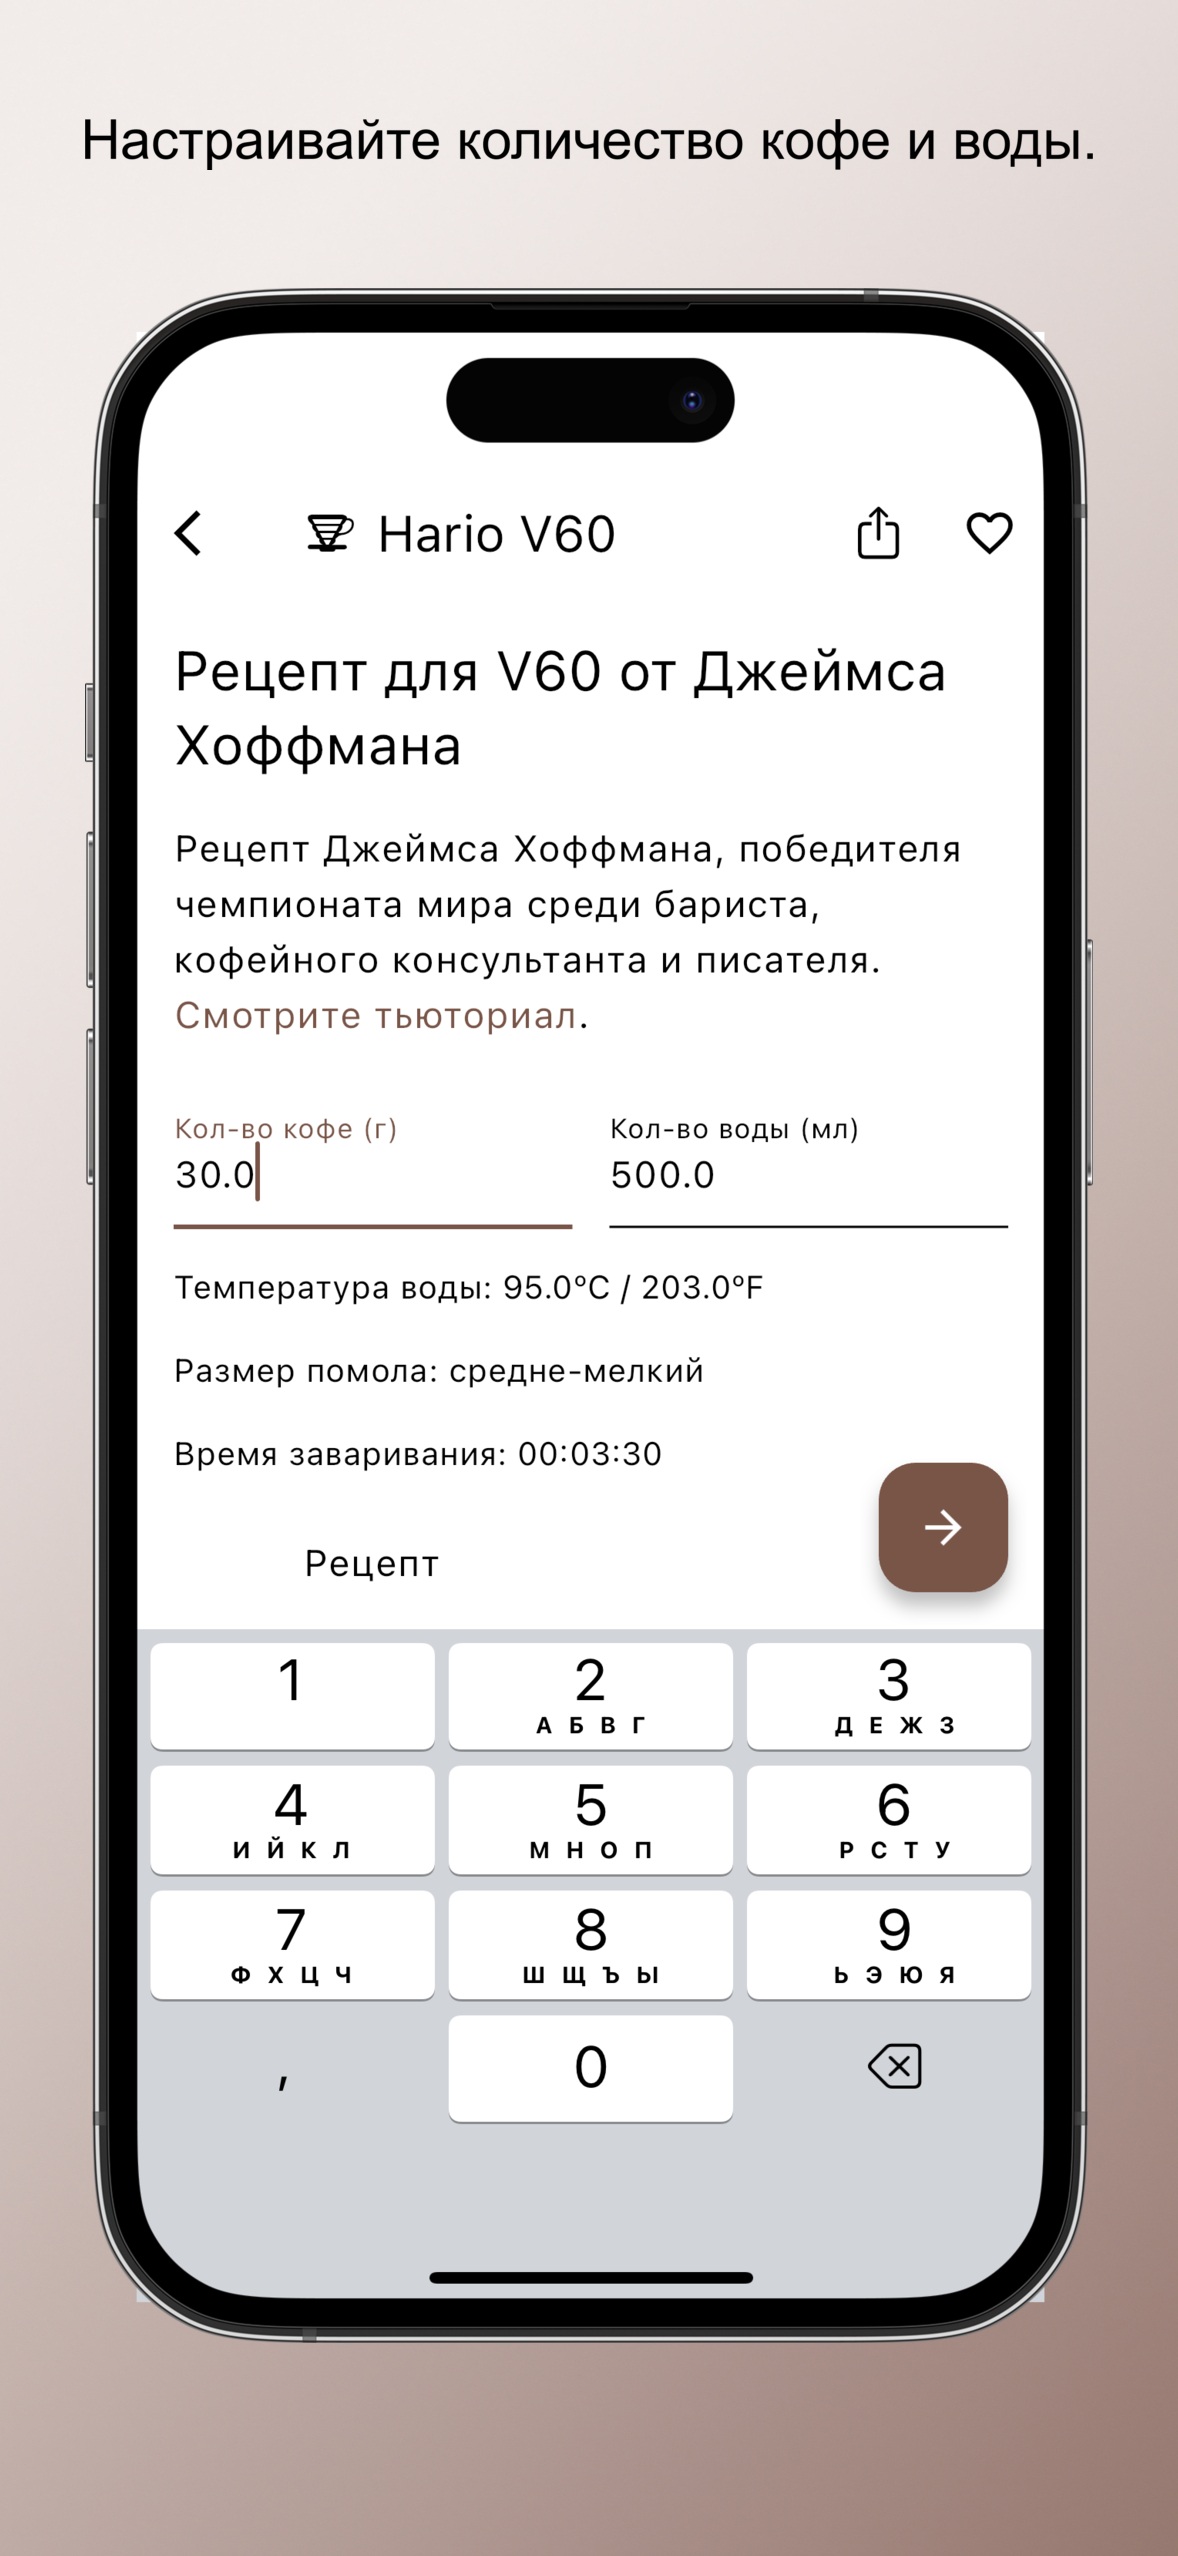 Настраивайте количество кофе и воды.
Hario V60
Рецепт для V60 от Джеймса
Хоффмана
Рецепт Джеймса Хоффмана, победителя
чемпионата мира среди бариста,
кофейного консультанта и писателя.
Смотрите тьюториал.
Кол-во кофе (г)
30.0
Кол-во воды (мл)
500.0
Температура воды: 95.0ºC / 203.0ºF
Размер помола: средне-мелкий
Время заваривания: 00:03:30
Рецепт
1
2
АБВГ
3
ДЕЖЗ
4
ИЙКЛ
5
МНОП
6
РСТУ
7
ФХЦЧ
8
ШЩЪЫ
9
ЬЭЮЯ
,
0